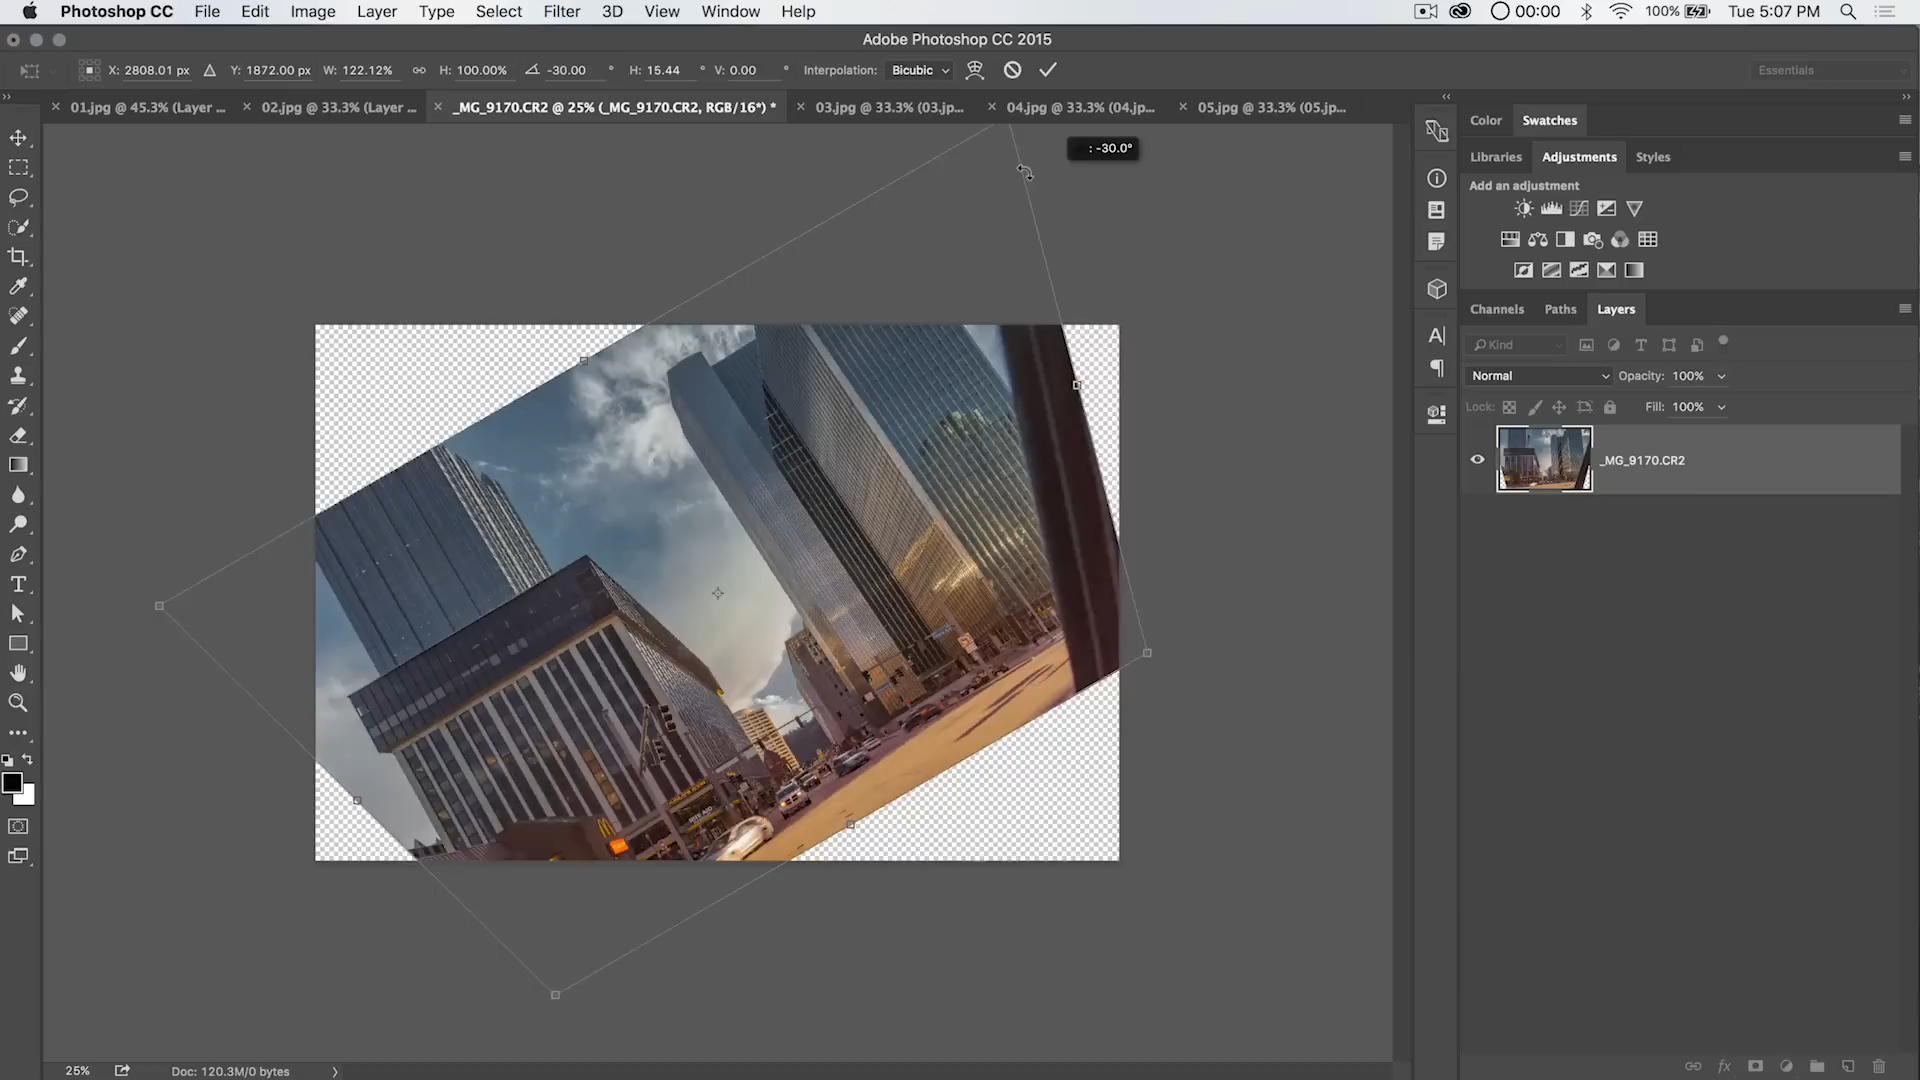 Photoshop CC File Edit Image Layer Type Select Filter 3D View Window Help 00:00 100% Tue 5:07 PM
Adobe Photoshop CC 2015
X: 2808.01 px Y: 1872.00 px W: 122.12% H: 100.00% -30.00 ° H: 15.44 ° V: 0.00 ° Interpolation: Bicubic Essentials
01.jpg @ 45.3% (Layer ... 02.jpg @ 33.3% (Layer ... _MG_9170.CR2 @ 25% (_MG_9170.CR2, RGB/16*) * 03.jpg @ 33.3% (03.jp... 04.jpg @ 33.3% (04.jp... 05.jpg @ 33.3% (05.jp...
: -30.0°
Color Swatches
Libraries Adjustments Styles
Add an adjustment
Channels Paths Layers
Kind
Normal Opacity: 100%
Lock: Fill: 100%
_MG_9170.CR2
RITE AID
25% Doc: 120.3M/0 bytes